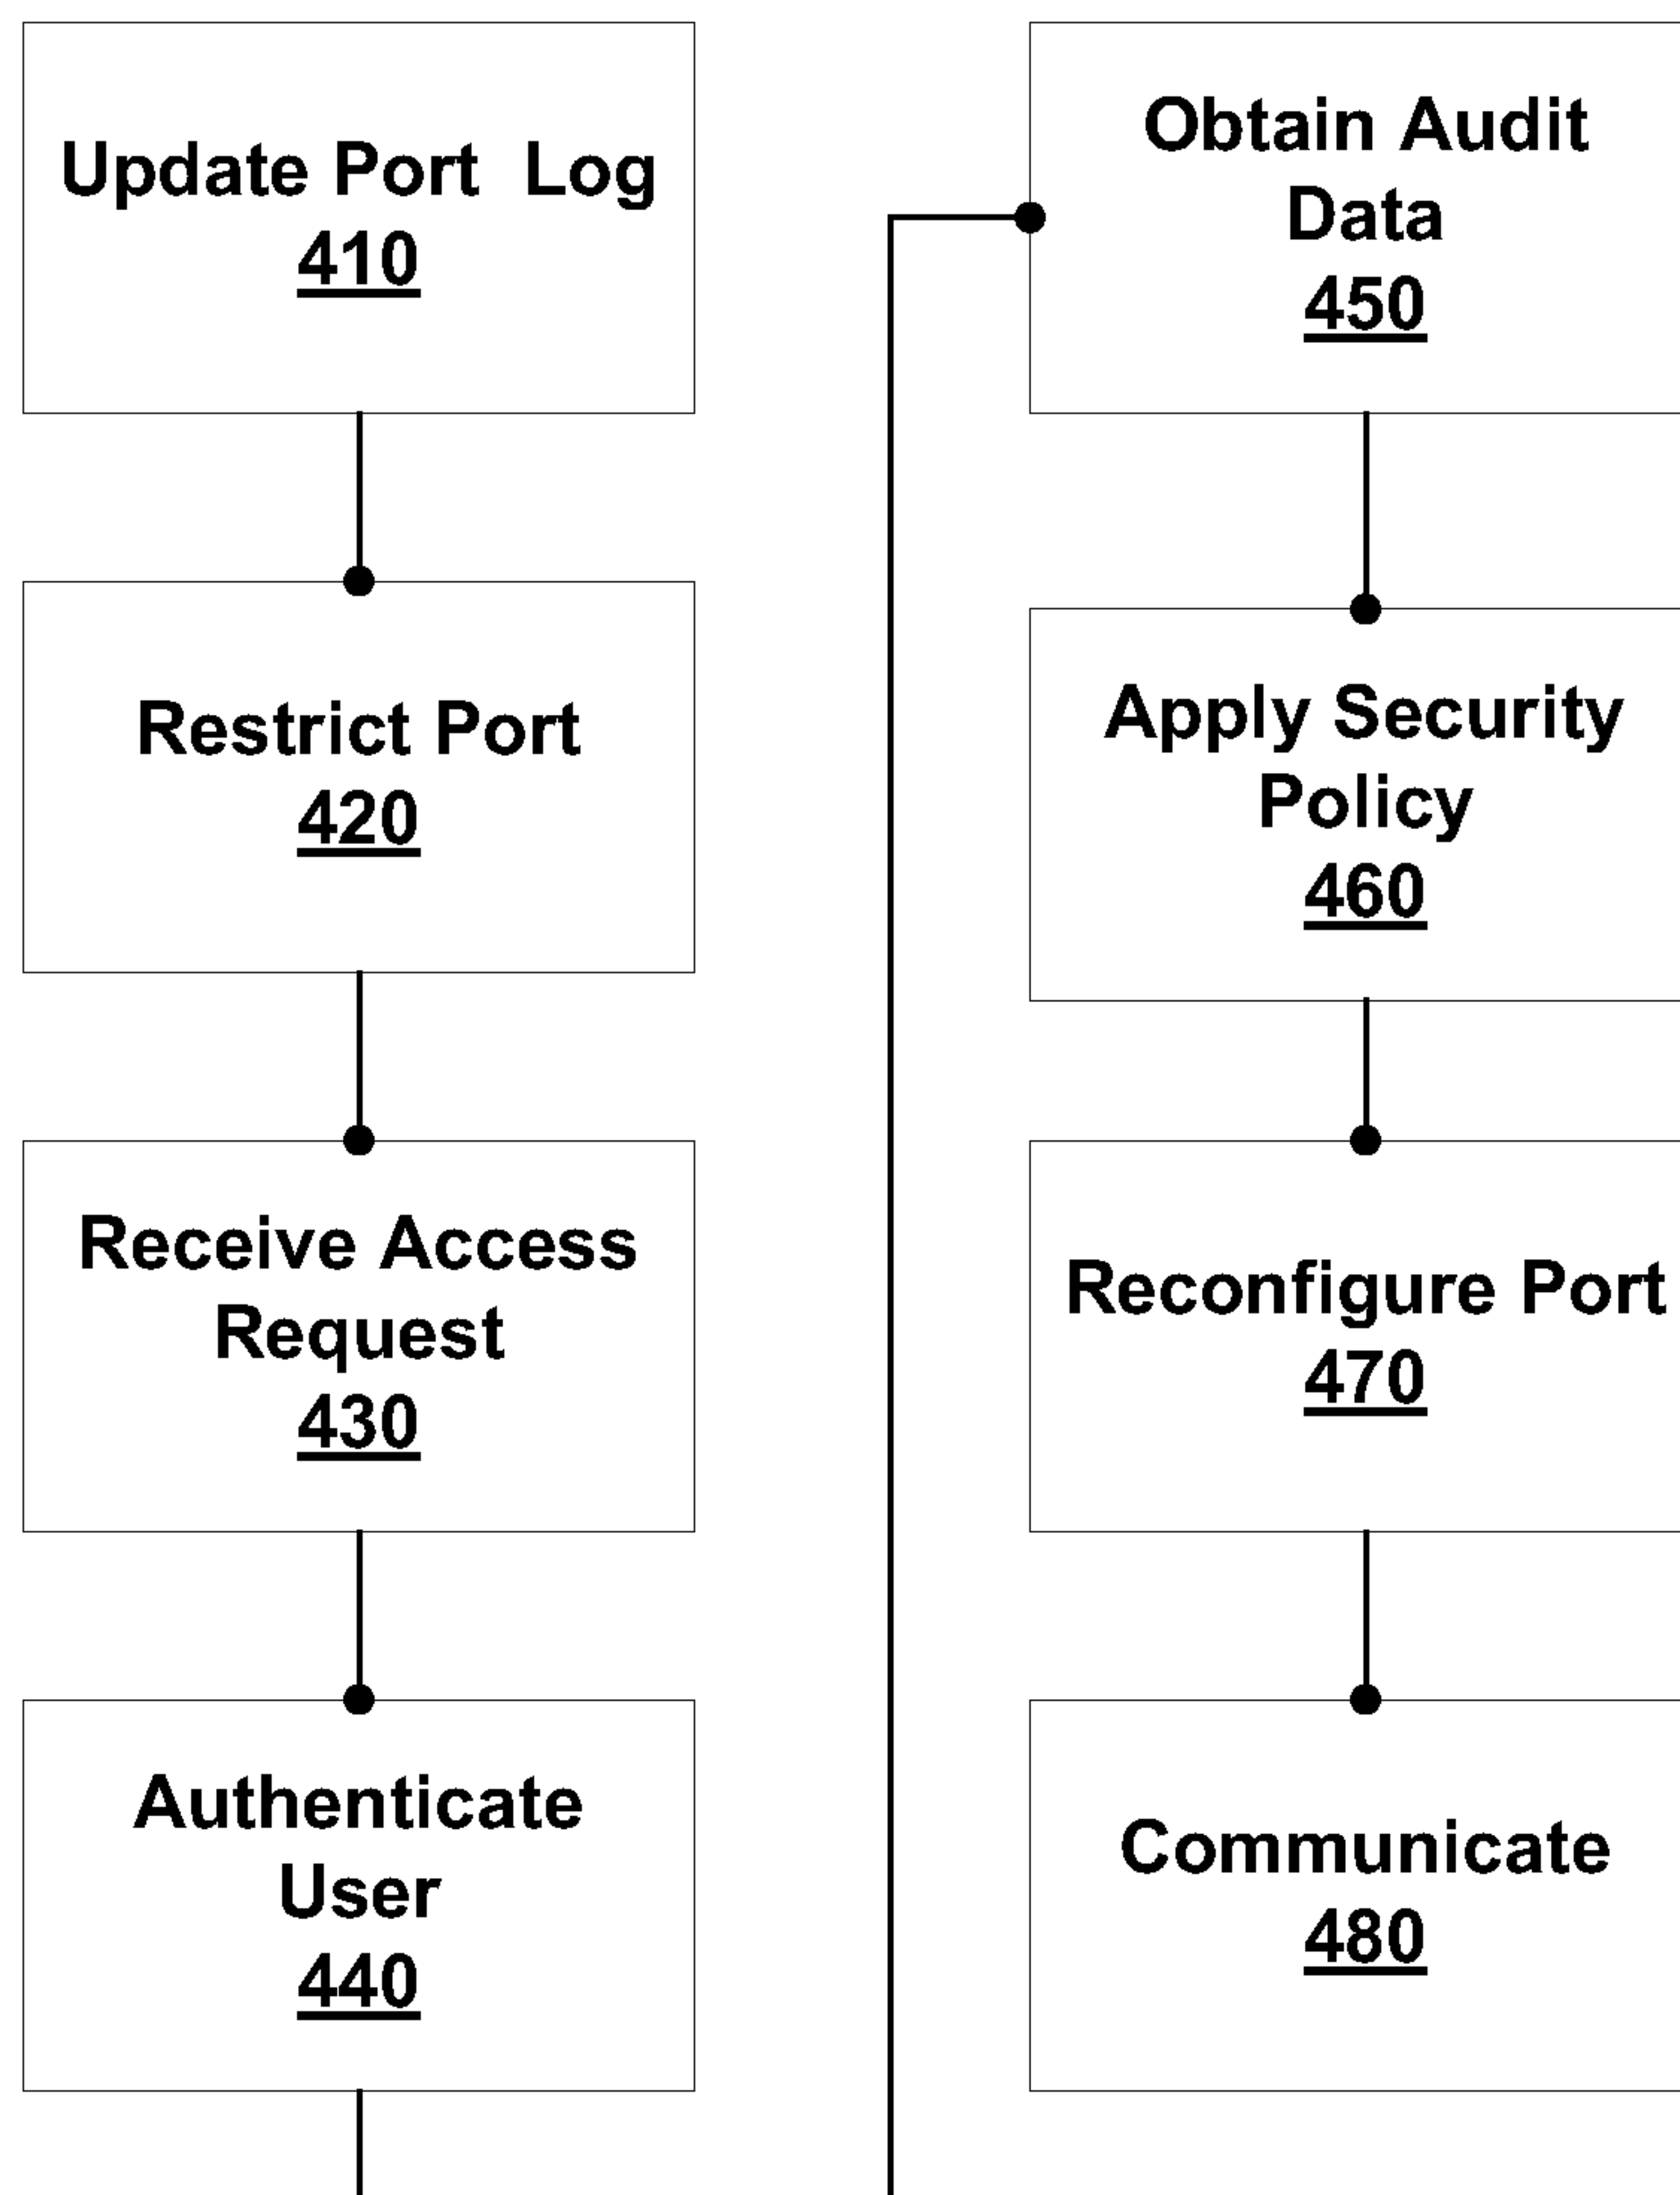 Update Port Log
410
Restrict Port
420
Receive Access
Request
430
Authenticate
User
440
Obtain Audit
Data
450
Apply Security
Policy
460
Reconfigure Port
470
Communicate
480